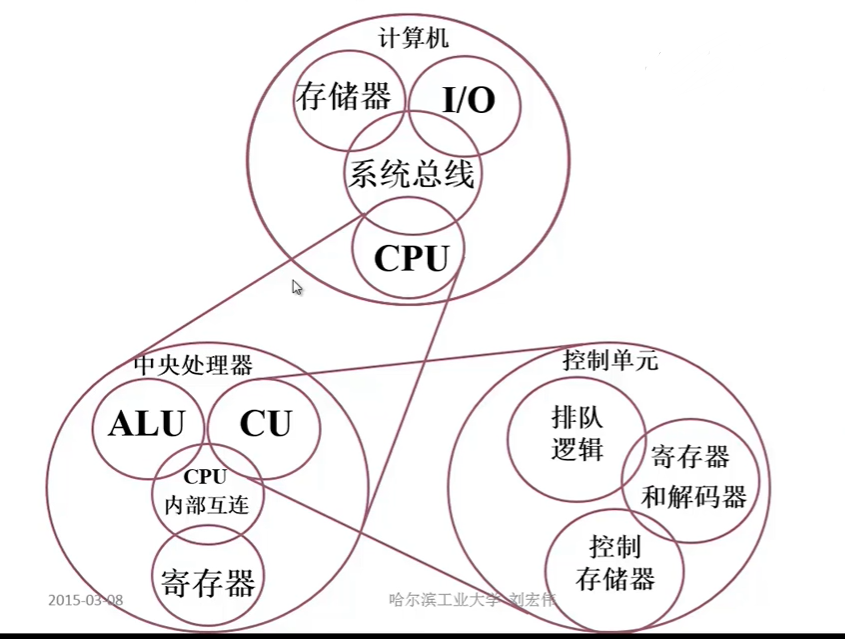 计算机
存储器
I/O
系统总线
CPU
中央处理器
ALU
CU
CPU
内部互连
寄存器
控制单元
排队
逻辑
寄存器
和解码器
控制
存储器
2015-03-08
哈尔滨工业大学 刘宏伟